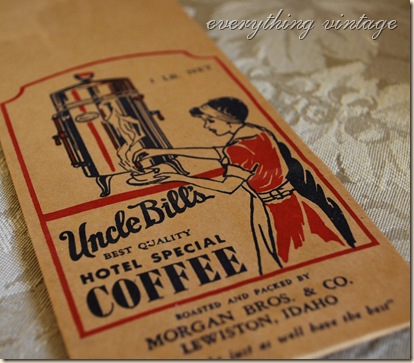 everything vintage
1 LB. NET
Uncle Bill's
BEST QUALITY
HOTEL SPECIAL
COFFEE
ROASTED AND PACKED BY
MORGAN BROS. & CO.
LEWISTON, IDAHO
just as well have the best"